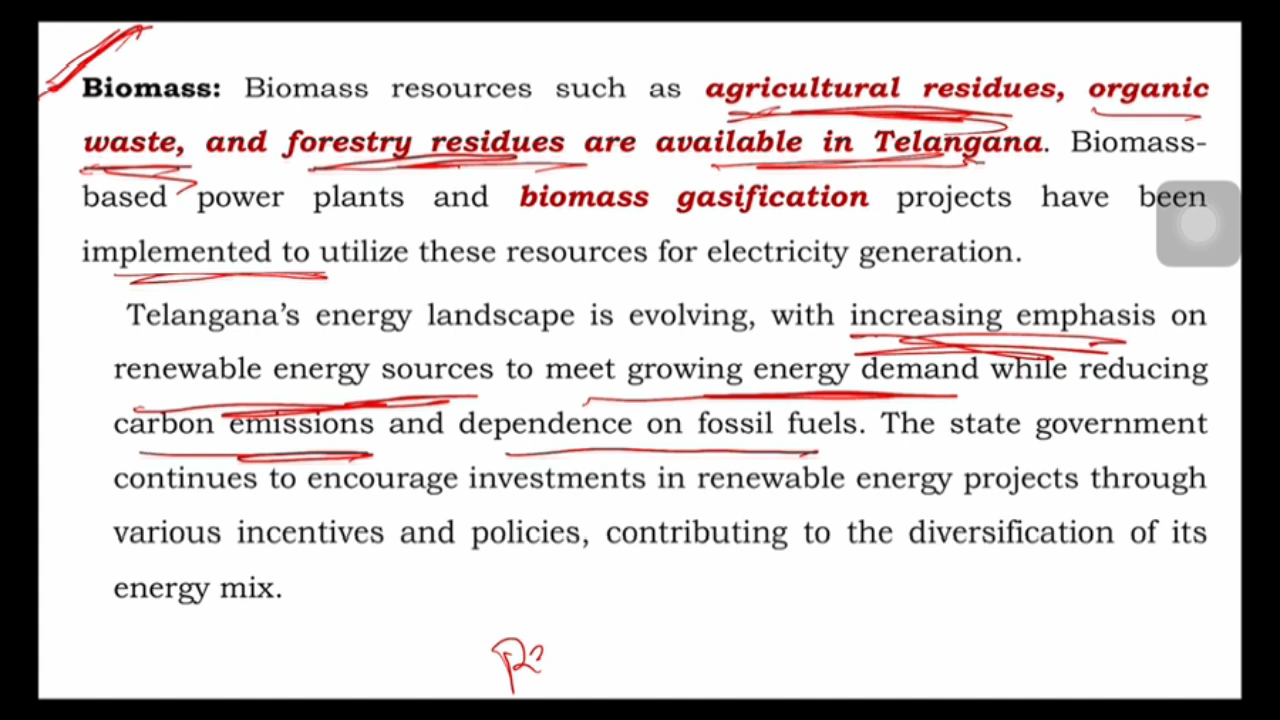 Biomass: Biomass resources such as agricultural residues, organic
waste, and forestry residues are available in Telangana. Biomass-
based power plants and biomass gasification projects have been
implemented to utilize these resources for electricity generation.
Telangana's energy landscape is evolving, with increasing emphasis on
renewable energy sources to meet growing energy demand while reducing
carbon emissions and dependence on fossil fuels. The state government
continues to encourage investments in renewable energy projects through
various incentives and policies, contributing to the diversification of its
energy mix.